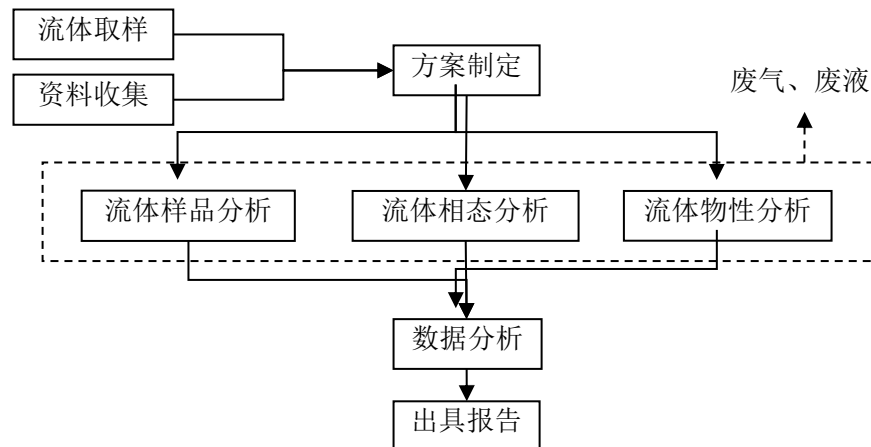 流体取样
资料收集
方案制定
废气、废液
流体样品分析
流体相态分析
流体物性分析
数据分析
出具报告